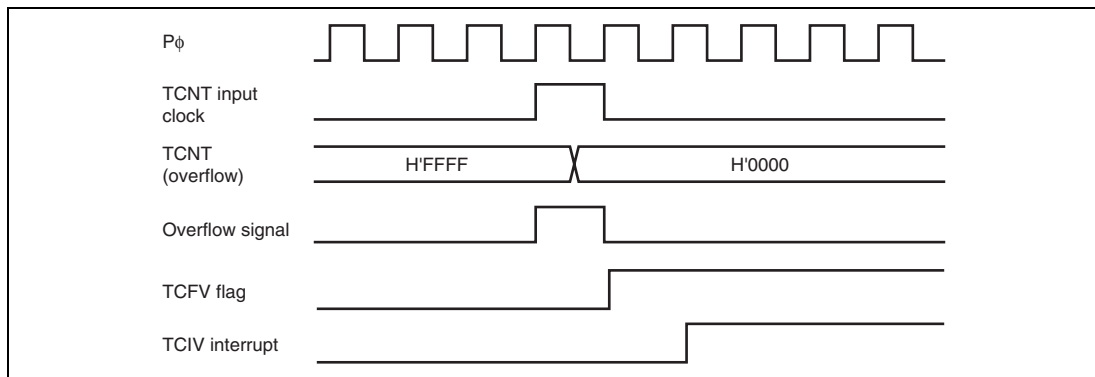 Pϕ
TCNT input
clock
TCNT
(overflow)
H'FFFF
H'0000
Overflow signal
TCFV flag
TCIV interrupt